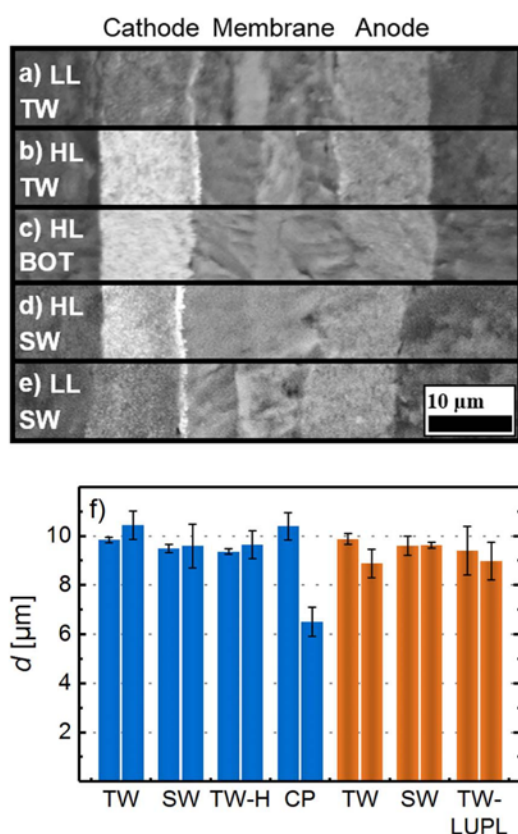 Cathode Membrane Anode
a) LL
TW
b) HL
TW
c) HL
BOT
d) HL
SW
e) LL
SW
10 µm
f)
d [µm]
10
8
6
4
2
TW SW TW-H CP TW SW TW-
LUPL